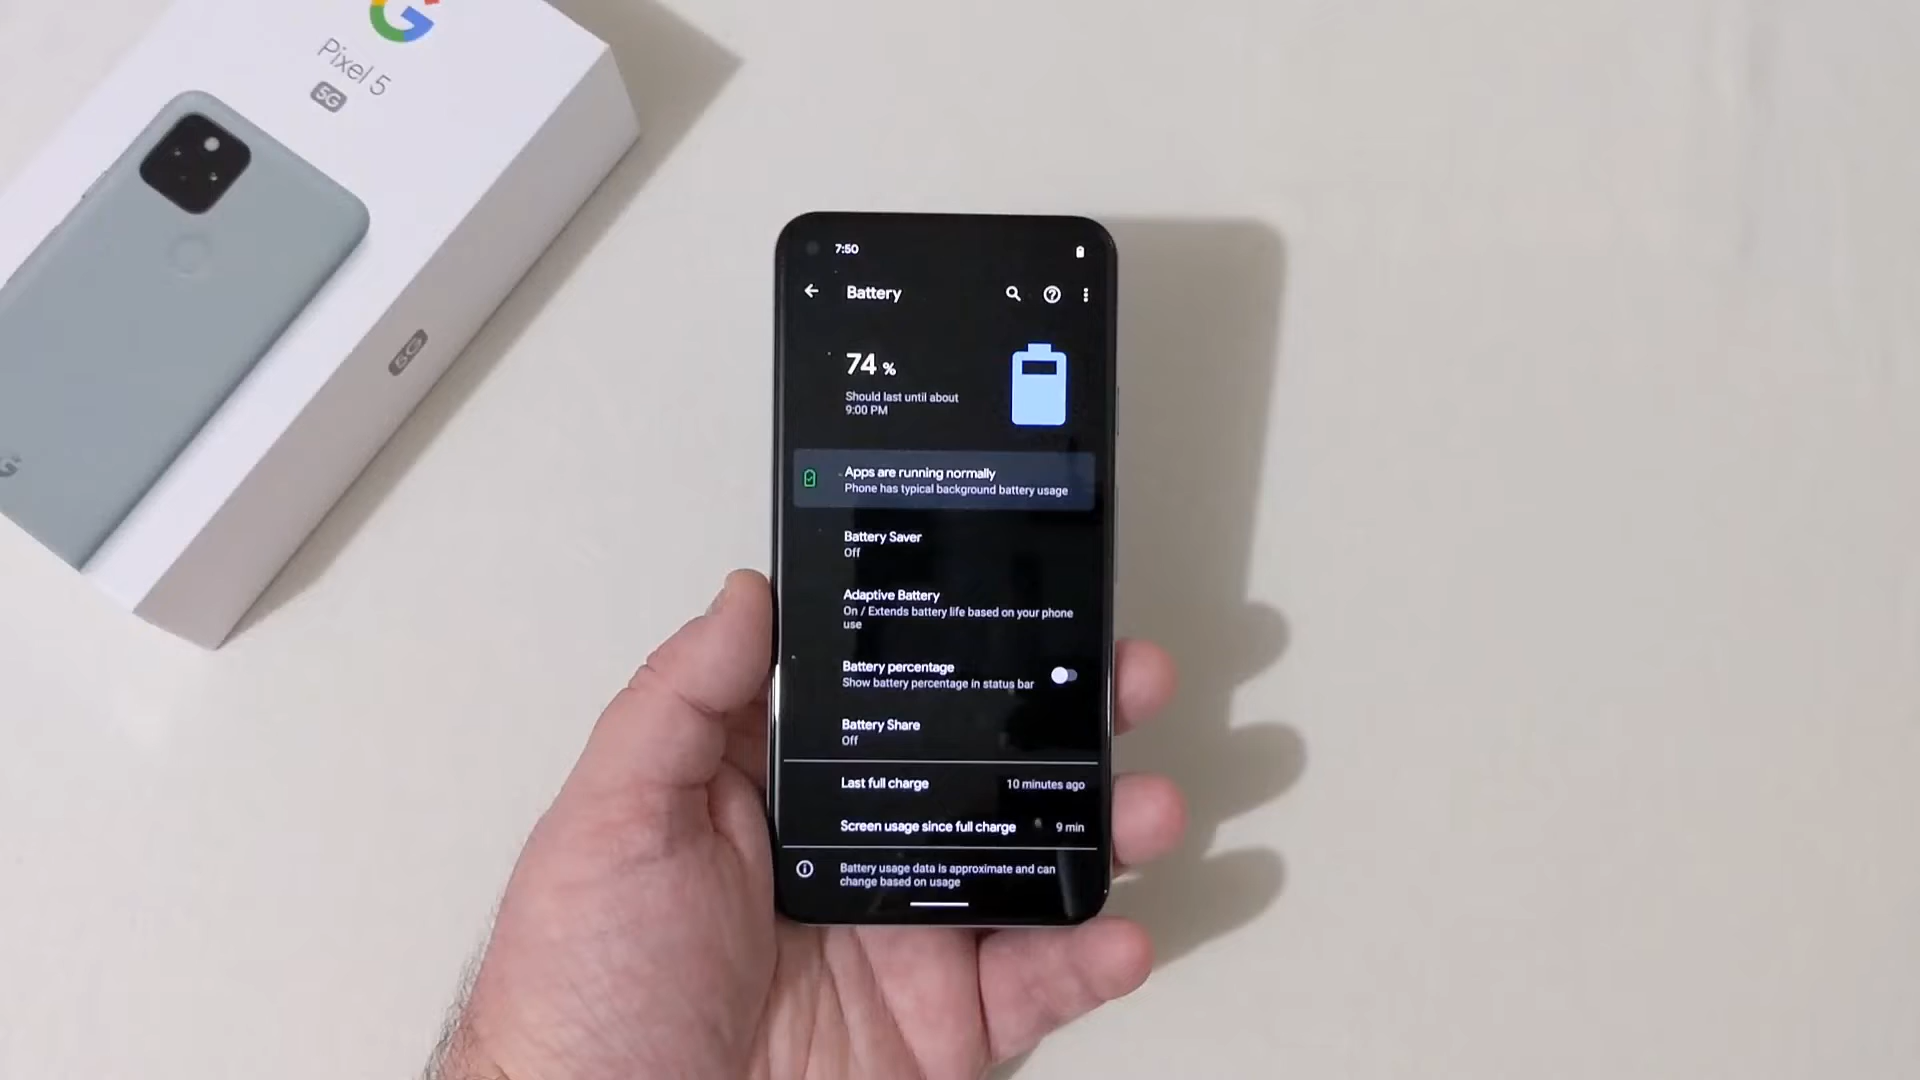 G
Pixel 5
5G
5G
G
7:50
Battery
74 %
Should last until about
9:00 PM
Apps are running normally
Phone has typical background battery usage
Battery Saver
Off
Adaptive Battery
On / Extends battery life based on your phone
use
Battery percentage
Show battery percentage in status bar
Battery Share
Off
Last full charge 10 minutes ago
Screen usage since full charge 9 min
Battery usage data is approximate and can
change based on usage